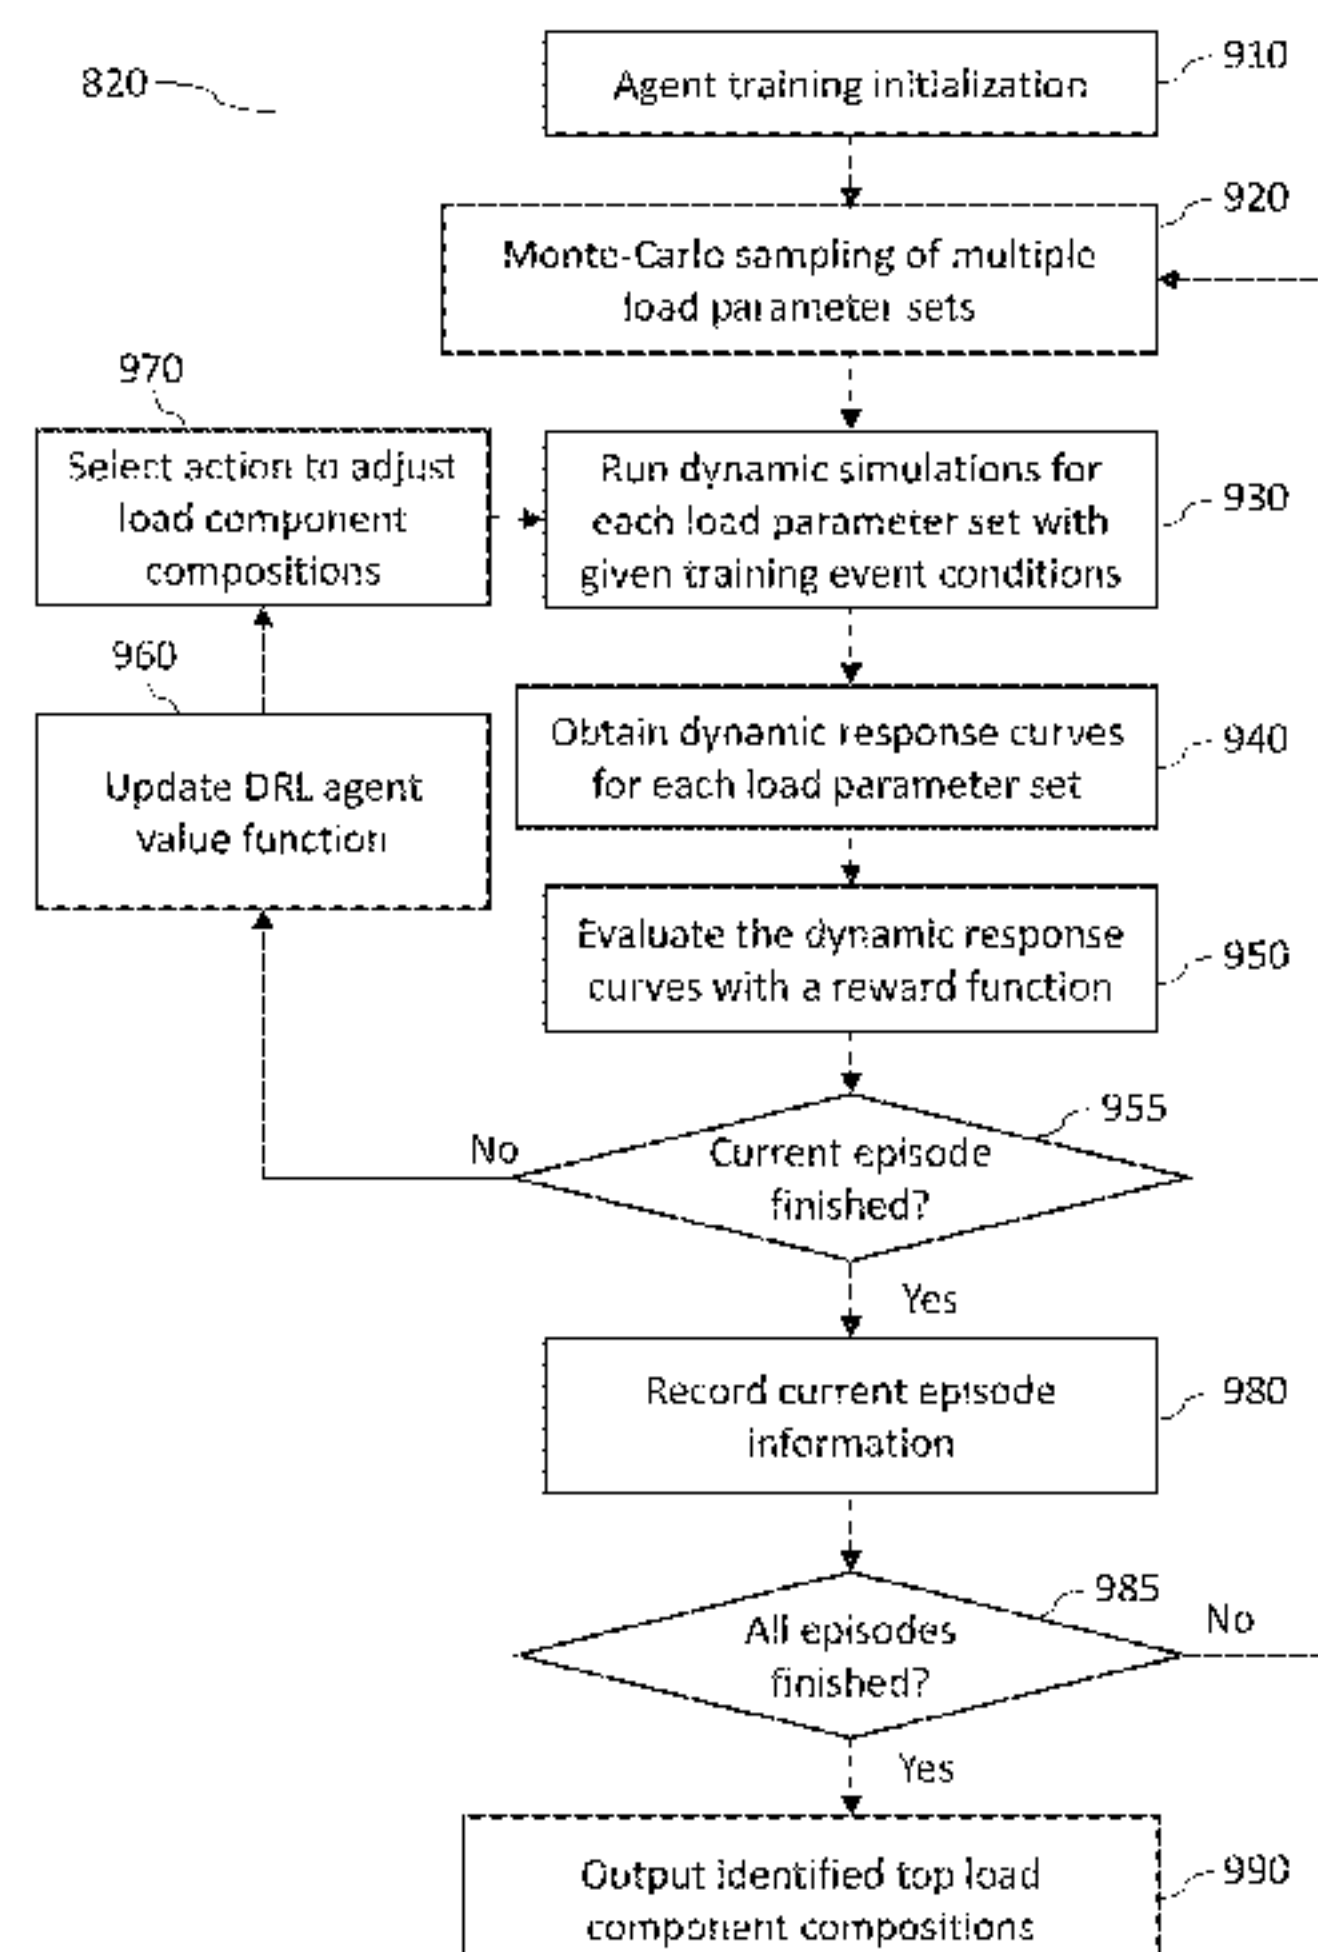 820
910
Agent training initialization
920
Monte-Carlo sampling of multiple
load parameter sets
970
Select action to adjust
load component
compositions
Run dynamic simulations for
each load parameter set with
given training event conditions
930
960
Update DRL agent
value function
Obtain dynamic response curves
for each load parameter set
940
Evaluate the dynamic response
curves with a reward function
950
955
No
Current episode
finished?
Yes
Record current episode
information
980
985
All episodes
finished?
No
Yes
Output identified top load
component compositions
990